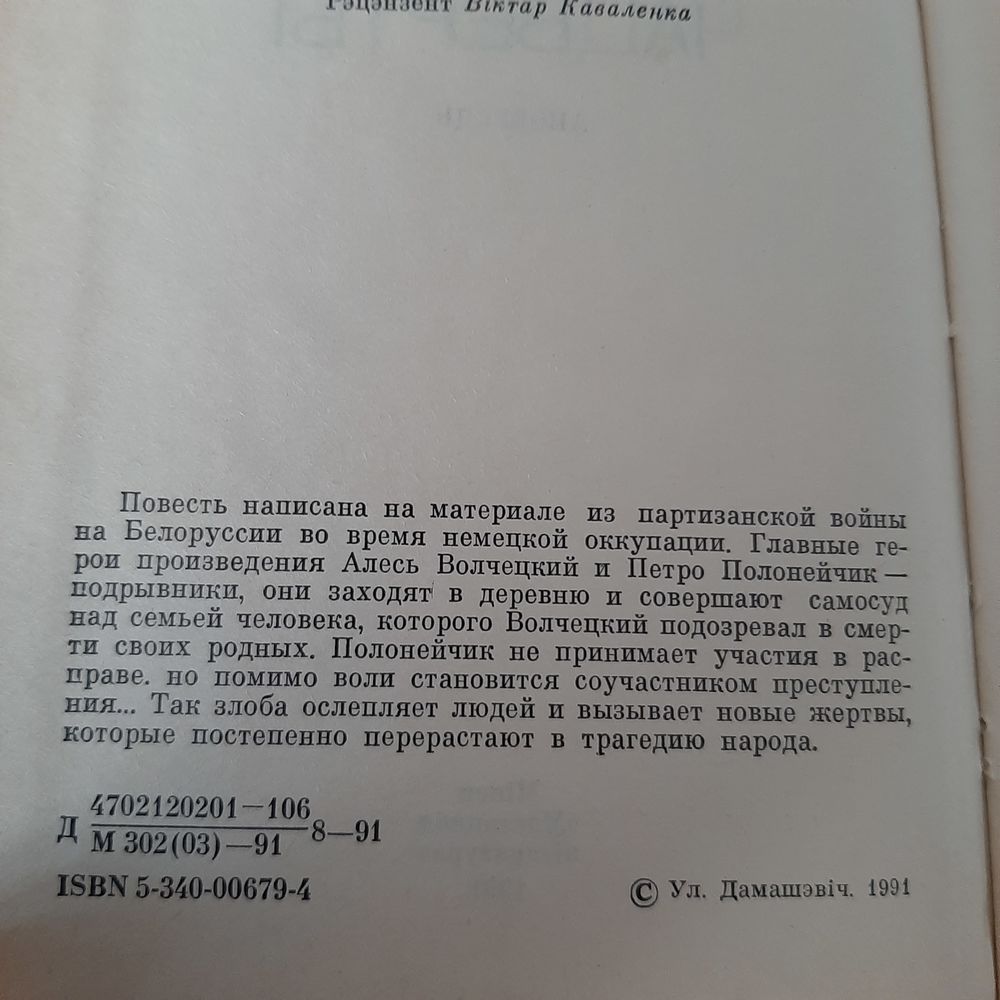 Рэцэнзент Віктар Каваленка
Повесть написана на материале из партизанской войны
на Белоруссии во время немецкой оккупации. Главные ге-
рои произведения Алесь Волчецкий и Петро Полонейчик —
подрывники, они заходят в деревню и совершают самосуд
над семьей человека, которого Волчецкий подозревал в смер-
ти своих родных. Полонейчик не принимает участия в рас-
праве. но помимо воли становится соучастником преступле-
ния... Так злоба ослепляет людей и вызывает новые жертвы,
которые постепенно перерастают в трагедию народа.
Д 4702120201—106
М 302(03)—91 8—91
ISBN 5-340-00679-4
© Ул. Дамашэвіч. 1991